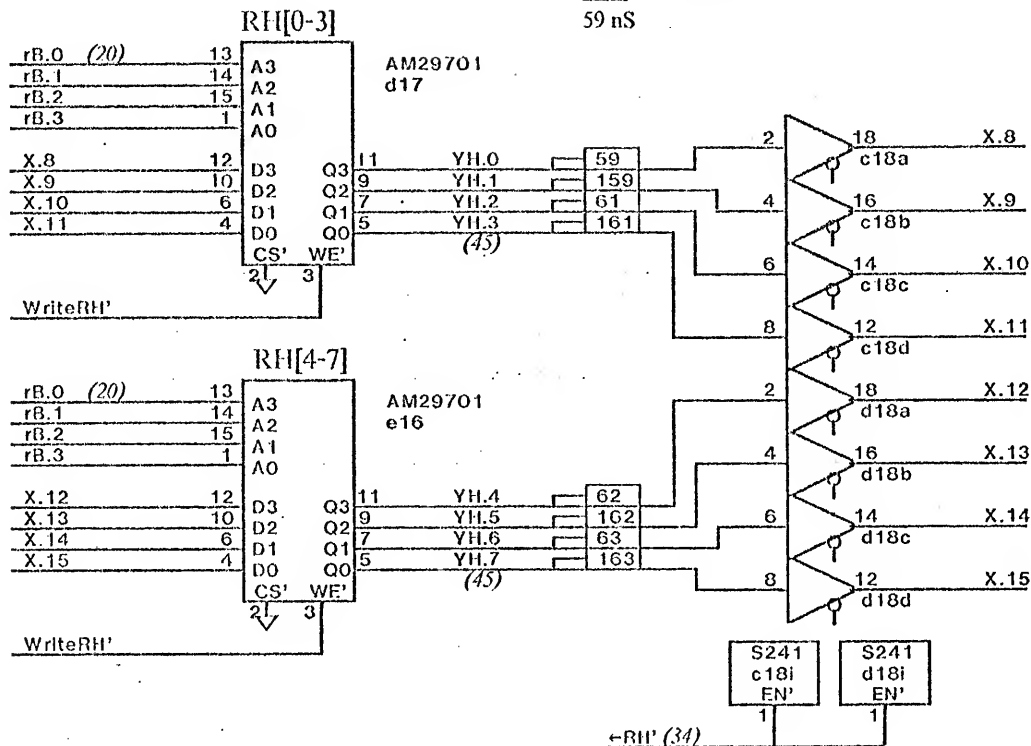 59 nS
RH[0-3]
rB.0 (20) 13 A3 AM29701
rB.1 14 A2 d17
rB.2 15 A1
rB.3 1 A0
2 18 X.8
c18a
X.8 12 D3 Q3 11 YH.0 59
X.9 10 D2 Q2 9 YH.1 159
X.10 6 D1 Q1 7 YH.2 61
X.11 4 D0 Q0 5 YH.3 161
(45)
4 16 X.9
c18b
CS' WE'
2 3
6 14 X.10
c18c
WriteRH'
8 12 X.11
c18d
RH[4-7]
rB.0 (20) 13 A3 AM29701
rB.1 14 A2 e16
rB.2 15 A1
rB.3 1 A0
2 18 X.12
d18a
4 16 X.13
d18b
X.12 12 D3 Q3 11 YH.4 62
X.13 10 D2 Q2 9 YH.5 162
X.14 6 D1 Q1 7 YH.6 63
X.15 4 D0 Q0 5 YH.7 163
(45)
6 14 X.14
d18c
8 12 X.15
d18d
CS' WE'
2 3
WriteRH'
S241 S241
c18i d18i
EN' EN'
1 1
←RH' (34)